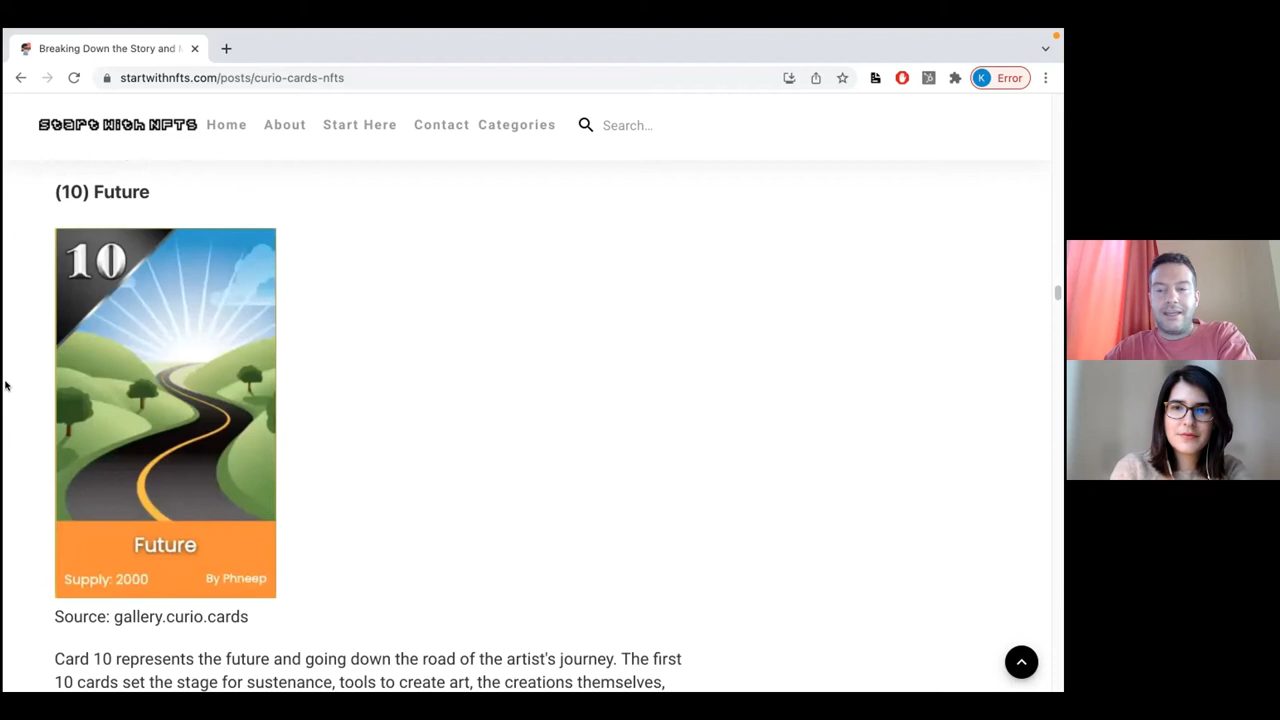 Breaking Down the Story and
startwithnfts.com/posts/curio-cards-nfts
K Error
Start With NFTS Home About Start Here Contact Categories Search...
(10) Future
10
Future
Supply: 2000 By Phneep
Source: gallery.curio.cards
Card 10 represents the future and going down the road of the artist's journey. The first
10 cards set the stage for sustenance, tools to create art, the creations themselves,